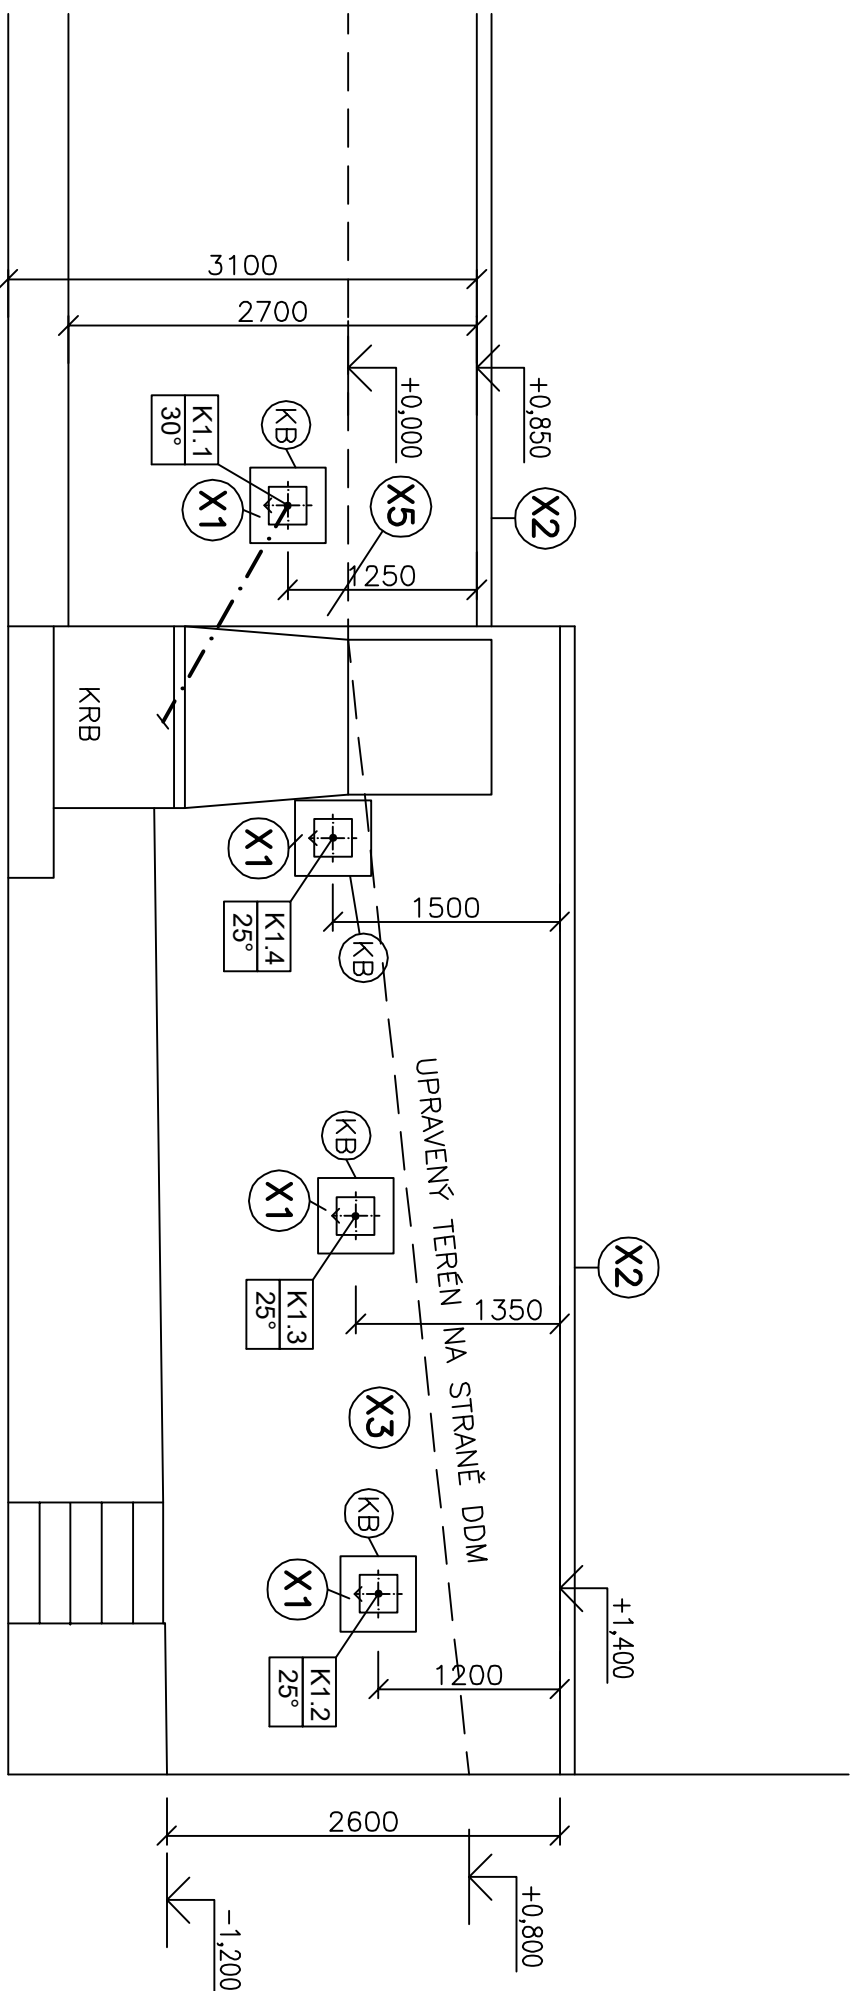 3100
2700
+0,850
+0,000
X2
K1.1
30°
KB
X1
X5
1250
KRB
X1
K1.4
25°
KB
1500
UPRAVENÝ TERÉN NA STRANĚ DDM
KB
X1
K1.3
25°
1350
X2
X3
KB
X1
K1.2
25°
1200
+1,400
2600
+0,800
-1,200